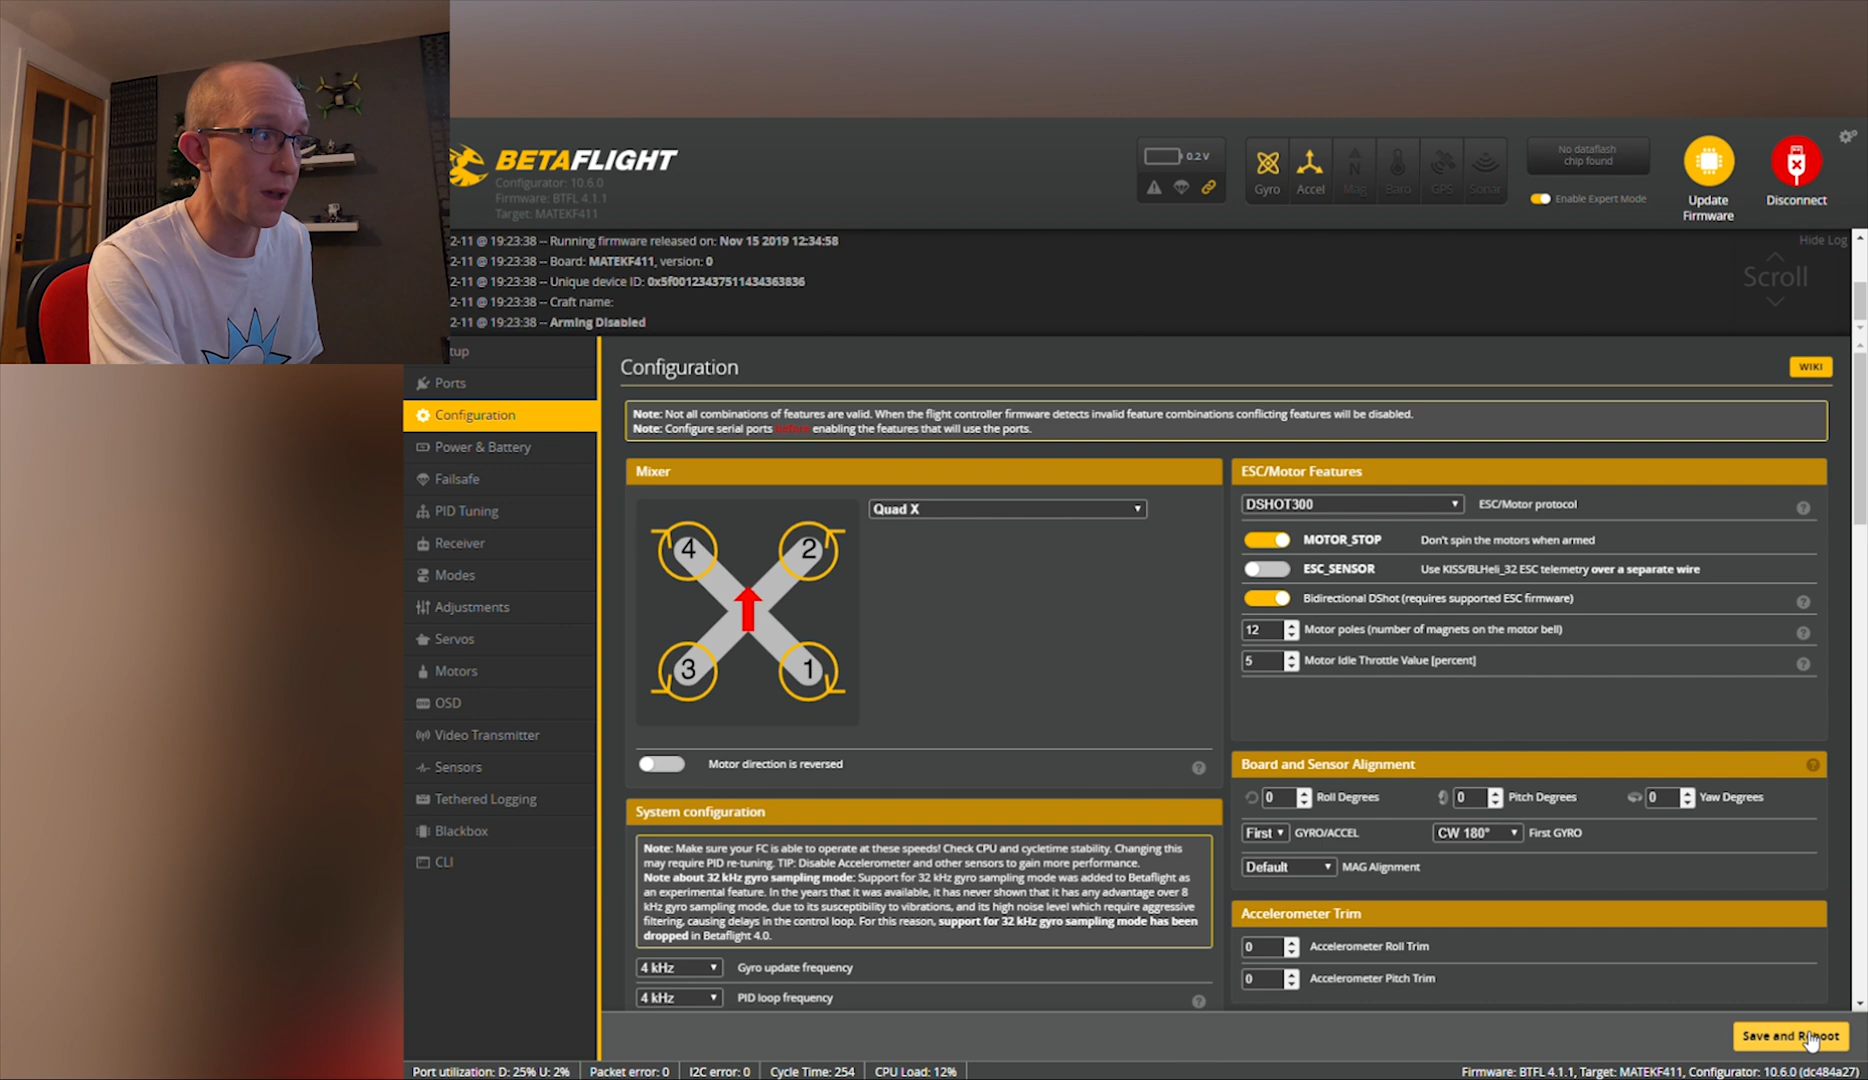 BETAFLIGHT
Configurator: 10.6.0
Firmware: BTFL 4.1.1
Target: MATEKF411
0.2 V
Gyro
Accel
Mag
Baro
GPS
Sonar
No dataflash
chip found
Enable Expert Mode
Update
Firmware
Disconnect
2-11 @ 19:23:38 -- Running firmware released on: Nov 15 2019 12:34:58
2-11 @ 19:23:38 -- Board: MATEKF411, version: 0
2-11 @ 19:23:38 -- Unique device ID: 0x5f00123437511434363836
2-11 @ 19:23:38 -- Craft name:
2-11 @ 19:23:38 -- Arming Disabled
Hide Log
Scroll
tup
Ports
Configuration
Power & Battery
Failsafe
PID Tuning
Receiver
Modes
Adjustments
Servos
Motors
OSD
Video Transmitter
Sensors
Tethered Logging
Blackbox
CLI
Configuration
WIKI
Note: Not all combinations of features are valid. When the flight controller firmware detects invalid feature combinations conflicting features will be disabled.
Note: Configure serial ports before enabling the features that will use the ports.
Mixer
4
2
3
1
Quad X
Motor direction is reversed
System configuration
Note: Make sure your FC is able to operate at these speeds! Check CPU and cycletime stability. Changing this
may require PID re-tuning. TIP: Disable Accelerometer and other sensors to gain more performance.
Note about 32 kHz gyro sampling mode: Support for 32 kHz gyro sampling mode was added to Betaflight as
an experimental feature. In the years that it was available, it has never shown that it has any advantage over 8
kHz gyro sampling mode, due to its susceptibility to vibrations, and its high noise level which require aggressive
filtering, causing delays in the control loop. For this reason, support for 32 kHz gyro sampling mode has been
dropped in Betaflight 4.0.
4 kHz Gyro update frequency
4 kHz PID loop frequency
ESC/Motor Features
DSHOT300 ESC/Motor protocol
MOTOR_STOP Don't spin the motors when armed
ESC_SENSOR Use KISS/BLHeli_32 ESC telemetry over a separate wire
Bidirectional DShot (requires supported ESC firmware)
12 Motor poles (number of magnets on the motor bell)
5 Motor Idle Throttle Value [percent]
Board and Sensor Alignment
0 Roll Degrees 0 Pitch Degrees 0 Yaw Degrees
First GYRO/ACCEL CW 180° First GYRO
Default MAG Alignment
Accelerometer Trim
0 Accelerometer Roll Trim
0 Accelerometer Pitch Trim
Save and Reboot
Port utilization: D: 25% U: 2% Packet error: 0 I2C error: 0 Cycle Time: 254 CPU Load: 12% Firmware: BTFL 4.1.1, Target: MATEKF411, Configurator: 10.6.0 (dc484a27)